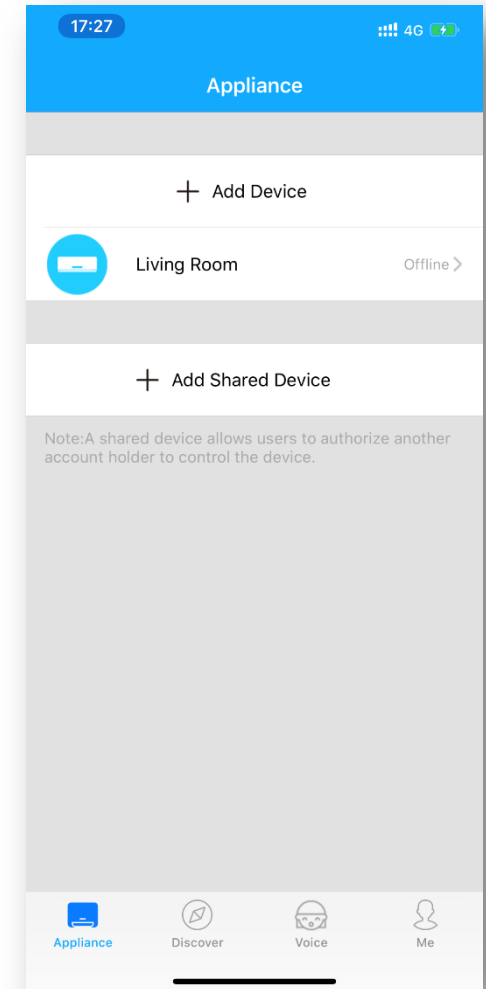 17:27
4G
Appliance
Add Device
Living Room
Offline
Add Shared Device
Note:A shared device allows users to authorize another
account holder to control the device.
Appliance
Discover
Voice
Me